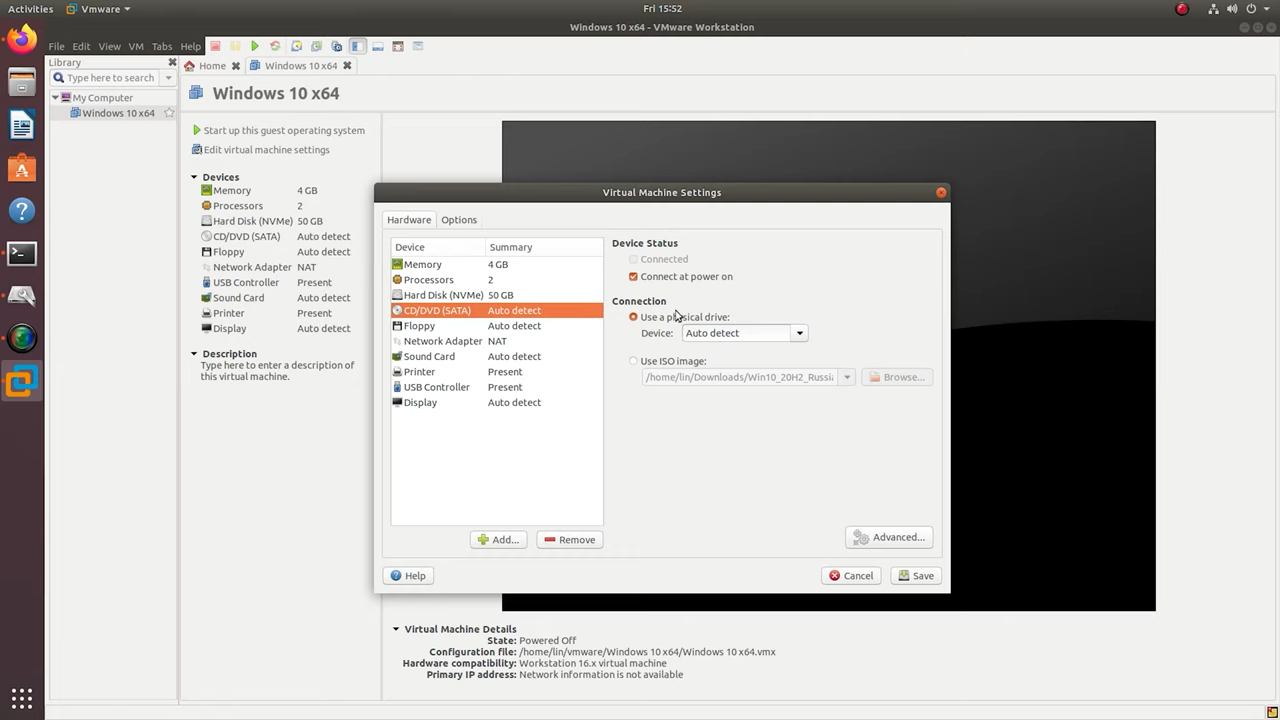 Activities VMware Fri 15:52
Windows 10 x64 - VMware Workstation
File Edit View VM Tabs Help
Library
Home Windows 10 x64
Type here to search
My Computer
Windows 10 x64
Windows 10 x64
Start up this guest operating system
Edit virtual machine settings
Devices
Memory 4 GB
Processors 2
Hard Disk (NVMe) 50 GB
CD/DVD (SATA) Auto detect
Floppy Auto detect
Network Adapter NAT
USB Controller Present
Sound Card Auto detect
Printer Present
Display Auto detect
Description
Type here to enter description of
this virtual machine.
Virtual Machine Settings
Hardware Options
Device Summary
Memory 4 GB
Processors 2
Hard Disk (NVMe) 50 GB
CD/DVD (SATA) Auto detect
Floppy Auto detect
Network Adapter NAT
Sound Card Auto detect
Printer Present
USB Controller Present
Display Auto detect
Add... Remove
Device Status
Connected
Connect at power on
Connection
Use a physical drive:
Device: Auto detect
Use ISO image:
/home/lin/Downloads/Win10_20H2_Russi Browse...
Advanced...
Help Cancel Save
Virtual Machine Details
State: Powered Off
Configuration file: /home/lin/vmware/Windows 10 x64/Windows 10 x64.vmx
Hardware compatibility: Workstation 16.x virtual machine
Primary IP address: Network information is not available